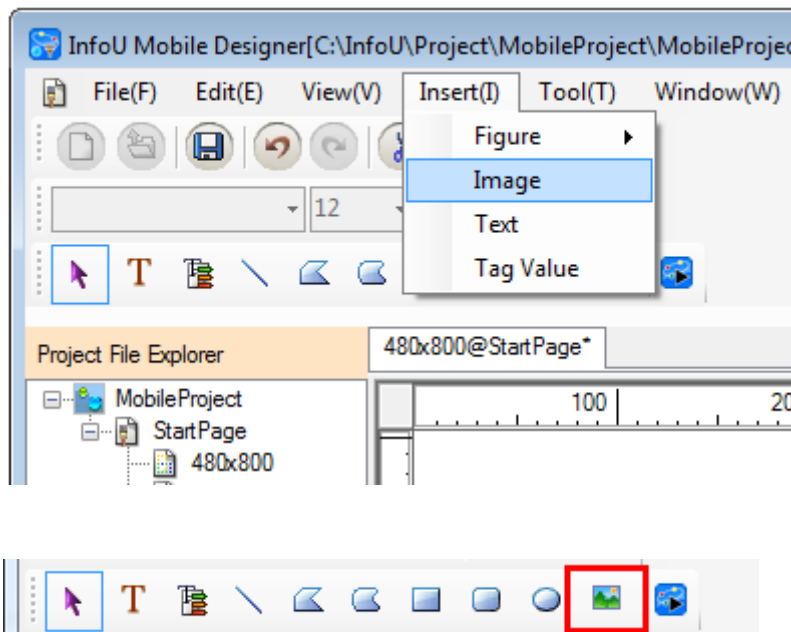 InfoU Mobile Designer[C:\InfoU\Project\MobileProject\MobileProjec
File(F) Edit(E) View(V) Insert(I) Tool(T) Window(W)
Figure
Image
12
Text
T
Tag Value
Project File Explorer
480x800@StartPage*
MobileProject
100 20
StartPage
480x800
T